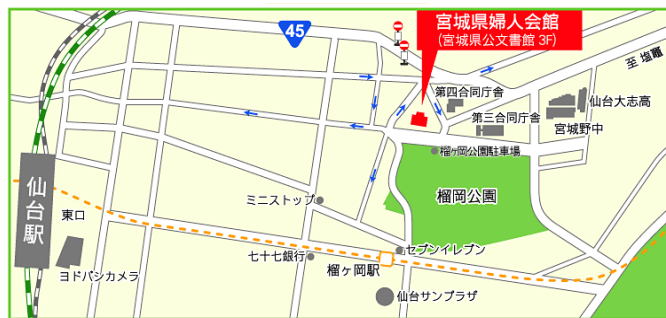 45
宮城県婦人会館
(宮城県公文書館 3F)
至 塩竈
第四合同庁舎
仙台大志高
第三合同庁舎
宮城野中
榴ヶ岡公園駐車場
仙台駅
東口
ミニストップ
榴岡公園
ヨドバシカメラ
七十七銀行
セブンイレブン
榴ヶ岡駅
仙台サンプラザ